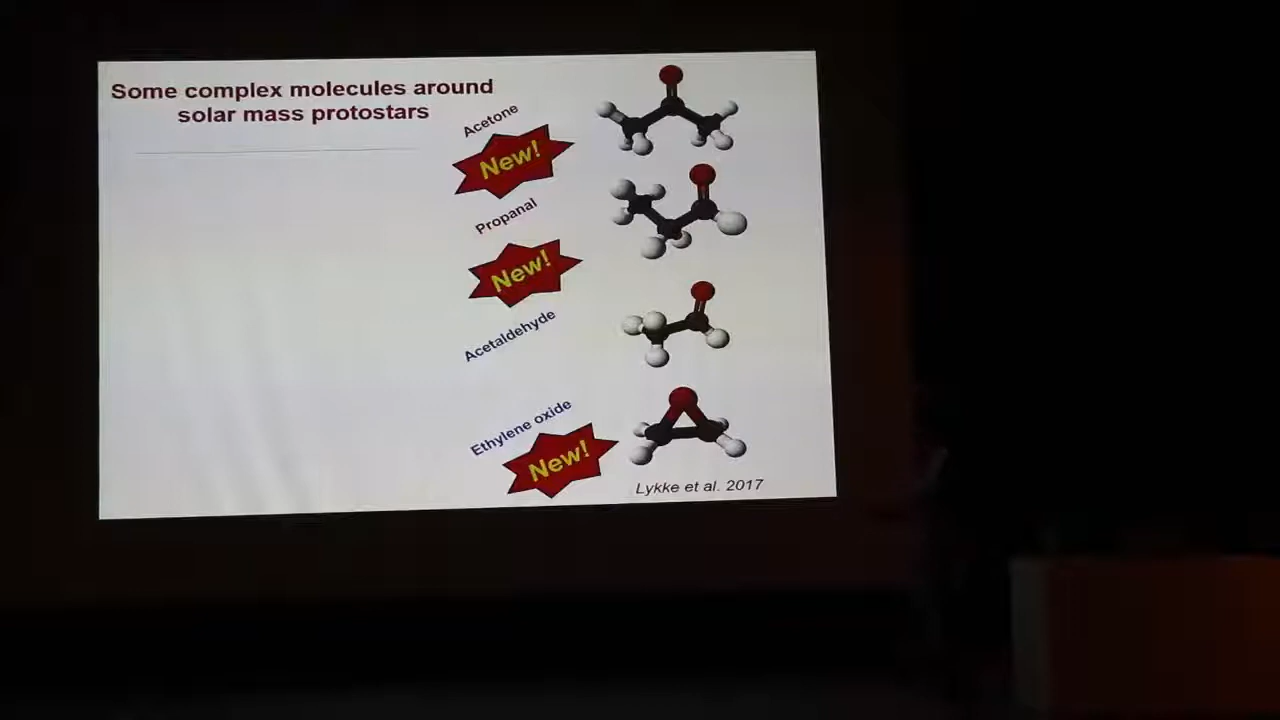 Some complex molecules around
solar mass protostars
Acetone
New!
Propanal
New!
Acetaldehyde
Ethylene oxide
New!
Lykke et al. 2017